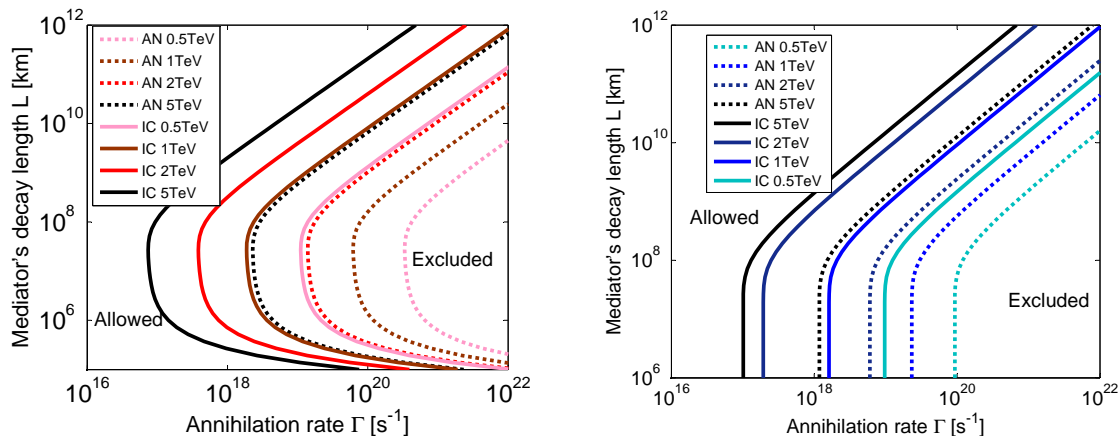 Mediator's decay length L [km]
10^12
10^10
10^8
10^6
AN 0.5TeV
AN 1TeV
AN 2TeV
AN 5TeV
IC 0.5TeV
IC 1TeV
IC 2TeV
IC 5TeV
Allowed
Excluded
10^16
10^18
10^20
10^22
Annihilation rate Γ [s^-1]
Mediator's decay length L [km]
10^12
10^10
10^8
10^6
AN 0.5TeV
AN 1TeV
AN 2TeV
AN 5TeV
IC 5TeV
IC 2TeV
IC 1TeV
IC 0.5TeV
Allowed
Excluded
10^16
10^18
10^20
10^22
Annihilation rate Γ [s^-1]